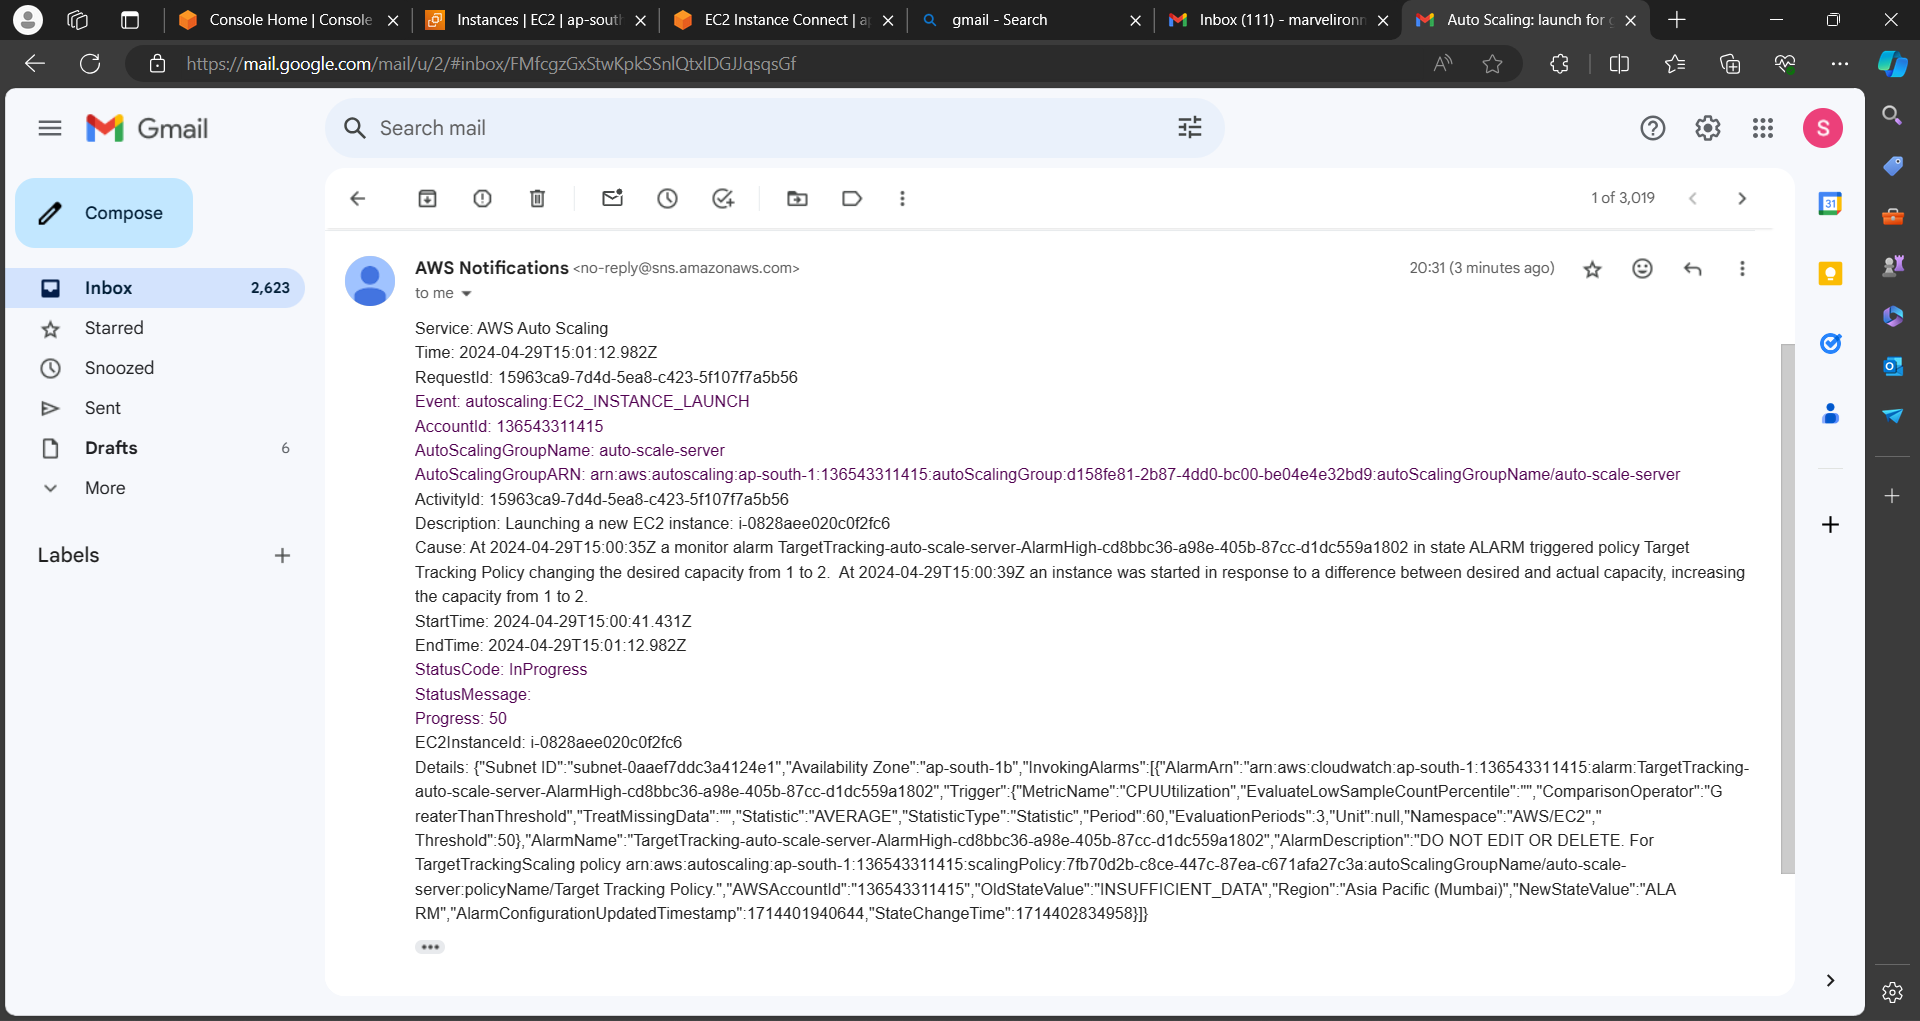 Console Home | Console
Instances | EC2 | ap-south
EC2 Instance Connect | a
gmail - Search
Inbox (111) - marvelironm
Auto Scaling: launch for g
https://mail.google.com/mail/u/2/#inbox/FMfcgzGxStwKpkSSnlQtxlDGJJqsqsGf
Gmail
Search mail
S
Compose
1 of 3,019
31
AWS Notifications <no-reply@sns.amazonaws.com>
20:31 (3 minutes ago)
to me
Inbox 2,623
Starred
Snoozed
Sent
Drafts 6
More
Labels
Service: AWS Auto Scaling
Time: 2024-04-29T15:01:12.982Z
RequestId: 15963ca9-7d4d-5ea8-c423-5f107f7a5b56
Event: autoscaling:EC2_INSTANCE_LAUNCH
AccountId: 136543311415
AutoScalingGroupName: auto-scale-server
AutoScalingGroupARN: arn:aws:autoscaling:ap-south-1:136543311415:autoScalingGroup:d158fe81-2b87-4dd0-bc00-be04e4e32bd9:autoScalingGroupName/auto-scale-server
ActivityId: 15963ca9-7d4d-5ea8-c423-5f107f7a5b56
Description: Launching a new EC2 instance: i-0828aee020c0f2fc6
Cause: At 2024-04-29T15:00:35Z a monitor alarm TargetTracking-auto-scale-server-AlarmHigh-cd8bbc36-a98e-405b-87cc-d1dc559a1802 in state ALARM triggered policy Target
Tracking Policy changing the desired capacity from 1 to 2.  At 2024-04-29T15:00:39Z an instance was started in response to a difference between desired and actual capacity, increasing
the capacity from 1 to 2.
StartTime: 2024-04-29T15:00:41.431Z
EndTime: 2024-04-29T15:01:12.982Z
StatusCode: InProgress
StatusMessage:
Progress: 50
EC2InstanceId: i-0828aee020c0f2fc6
Details: {"Subnet ID":"subnet-0aaef7ddc3a4124e1","Availability Zone":"ap-south-1b","InvokingAlarms":[{"AlarmArn":"arn:aws:cloudwatch:ap-south-1:136543311415:alarm:TargetTracking-
auto-scale-server-AlarmHigh-cd8bbc36-a98e-405b-87cc-d1dc559a1802","Trigger":{"MetricName":"CPUUtilization","EvaluateLowSampleCountPercentile":"","ComparisonOperator":"G
reaterThanThreshold","TreatMissingData":"","Statistic":"AVERAGE","StatisticType":"Statistic","Period":60,"EvaluationPeriods":3,"Unit":null,"Namespace":"AWS/EC2","
Threshold":50},"AlarmName":"TargetTracking-auto-scale-server-AlarmHigh-cd8bbc36-a98e-405b-87cc-d1dc559a1802","AlarmDescription":"DO NOT EDIT OR DELETE. For
TargetTrackingScaling policy arn:aws:autoscaling:ap-south-1:136543311415:scalingPolicy:7fb70d2b-c8ce-447c-87ea-c671afa27c3a:autoScalingGroupName/auto-scale-
server:policyName/Target Tracking Policy.","AWSAccountId":"136543311415","OldStateValue":"INSUFFICIENT_DATA","Region":"Asia Pacific (Mumbai)","NewStateValue":"ALA
RM","AlarmConfigurationUpdatedTimestamp":1714401940644,"StateChangeTime":1714402834958}]}